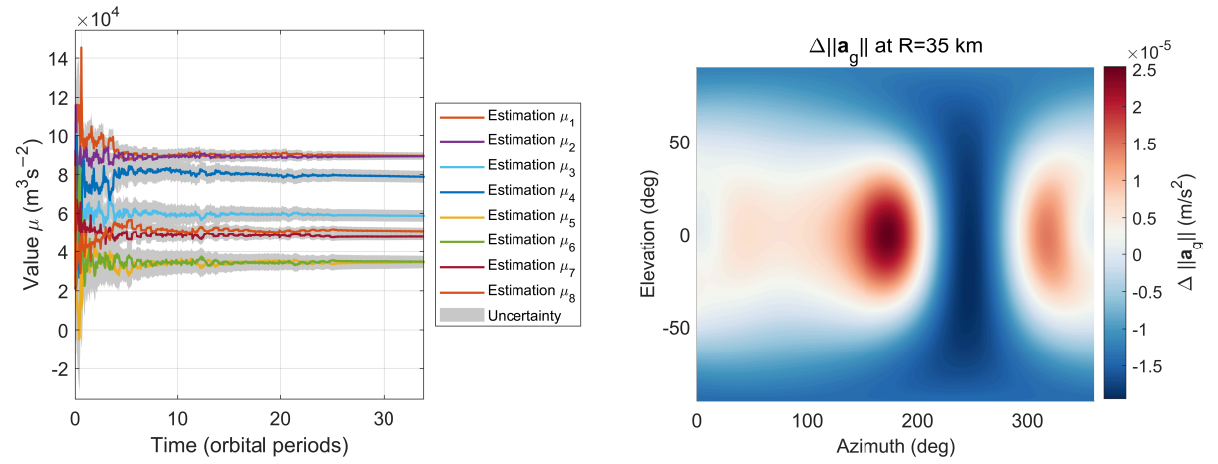 ×10⁴
14
12
10
8
6
4
2
0
-2
0
10
20
30
Value μ (m³s⁻²)
Time (orbital periods)
Estimation μ₁
Estimation μ₂
Estimation μ₃
Estimation μ₄
Estimation μ₅
Estimation μ₆
Estimation μ₇
Estimation μ₈
Uncertainty
Δ||a_g|| at R=35 km
50
0
-50
0
100
200
300
Elevation (deg)
Azimuth (deg)
×10⁻⁵
2.5
2
1.5
1
0.5
0
-0.5
-1
-1.5
Δ ||a_g|| (m/s²)